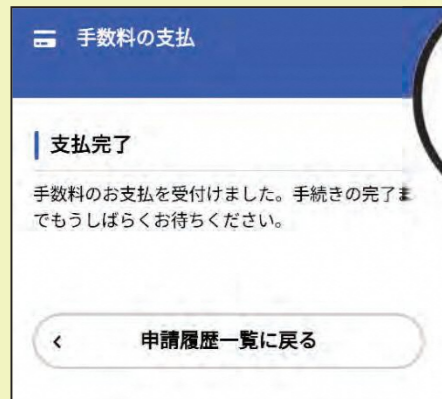 手数料の支払
支払完了
手数料のお支払を受付けました。手続きの完了ま
でもうしばらくお待ちください。
申請履歴一覧に戻る